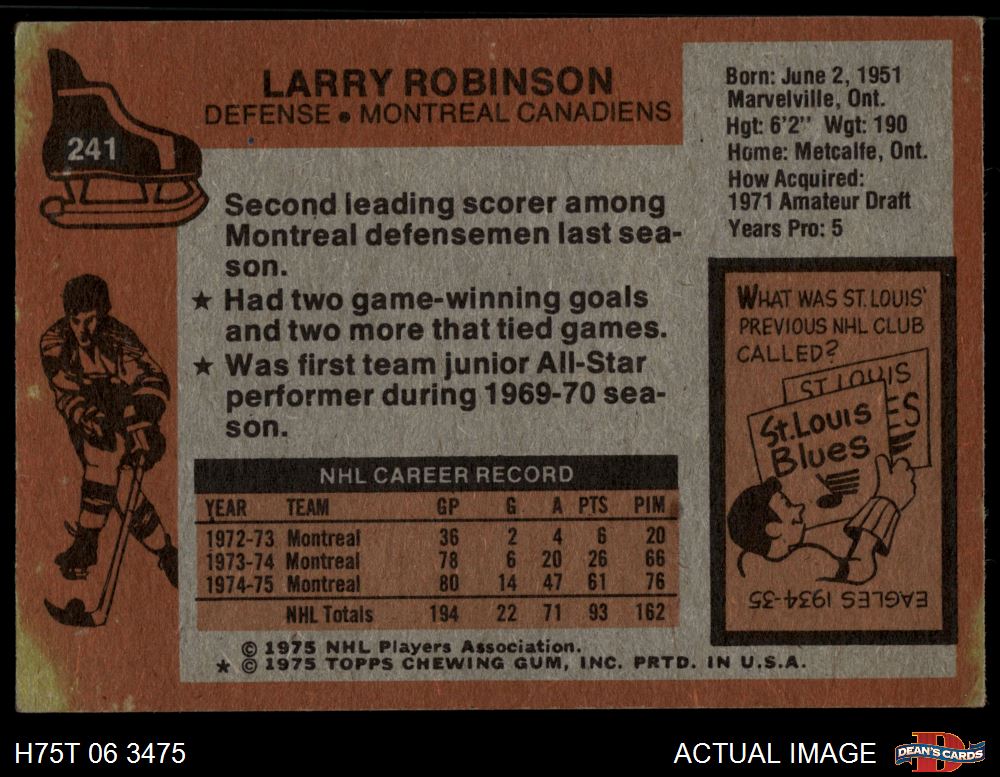 241
LARRY ROBINSON
DEFENSE • MONTREAL CANADIENS
Born: June 2, 1951
Marvelville, Ont.
Hgt: 6'2" Wgt: 190
Home: Metcalfe, Ont.
How Acquired:
1971 Amateur Draft
Years Pro: 5
Second leading scorer among
Montreal defensemen last sea-
son.
★ Had two game-winning goals
and two more that tied games.
★ Was first team junior All-Star
performer during 1969-70 sea-
son.
WHAT WAS ST. LOUIS'
PREVIOUS NHL CLUB
CALLED?
ST LOUIS
ES
St. Louis
Blues
EAGLES 1934-35
NHL CAREER RECORD
YEAR TEAM GP G A PTS PIM
1972-73 Montreal 36 2 4 6 20
1973-74 Montreal 78 6 20 26 66
1974-75 Montreal 80 14 47 61 76
NHL Totals 194 22 71 93 162
© 1975 NHL Players Association.
★ © 1975 TOPPS CHEWING GUM, INC. PRTD. IN U.S.A.
H75T 06 3475
ACTUAL IMAGE
D
DEAN'S CARDS